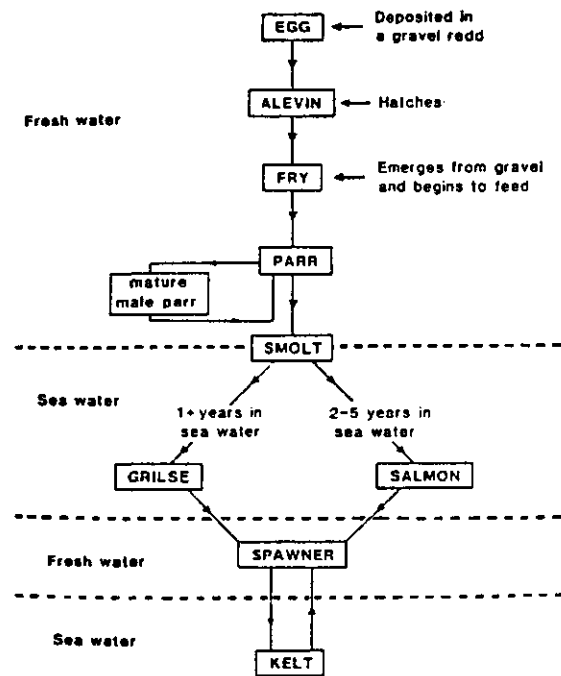 EGG
Deposited in
a gravel redd
ALEVIN
Hatches
Fresh water
FRY
Emerges from gravel
and begins to feed
PARR
mature
male parr
SMOLT
Sea water
1+ years in
sea water
2-5 years in
sea water
GRILSE
SALMON
SPAWNER
Fresh water
Sea water
KELT